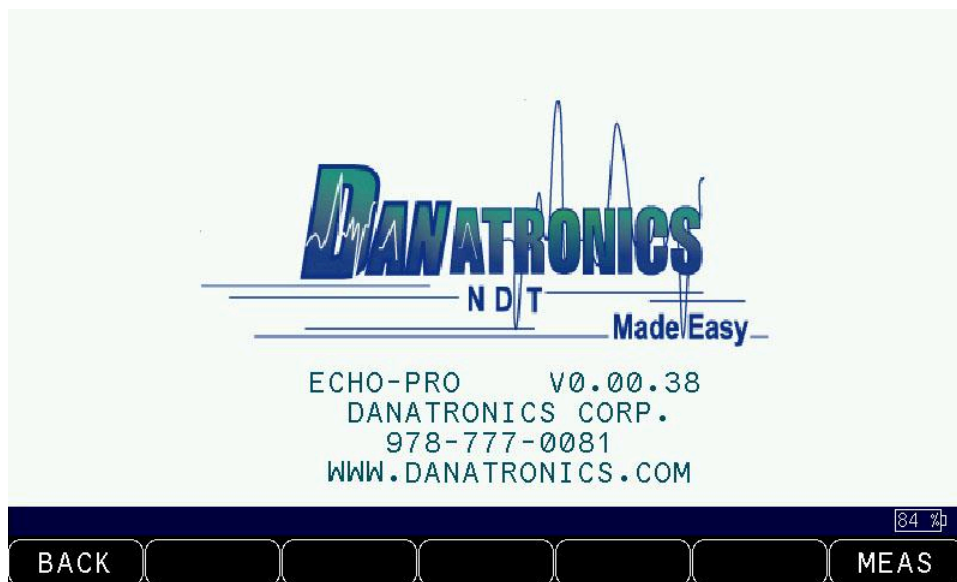 DANATRONICS
NDT
Made Easy
ECHO-PRO V0.00.38
DANATRONICS CORP.
978-777-0081
WWW.DANATRONICS.COM
84 %
BACK
MEAS